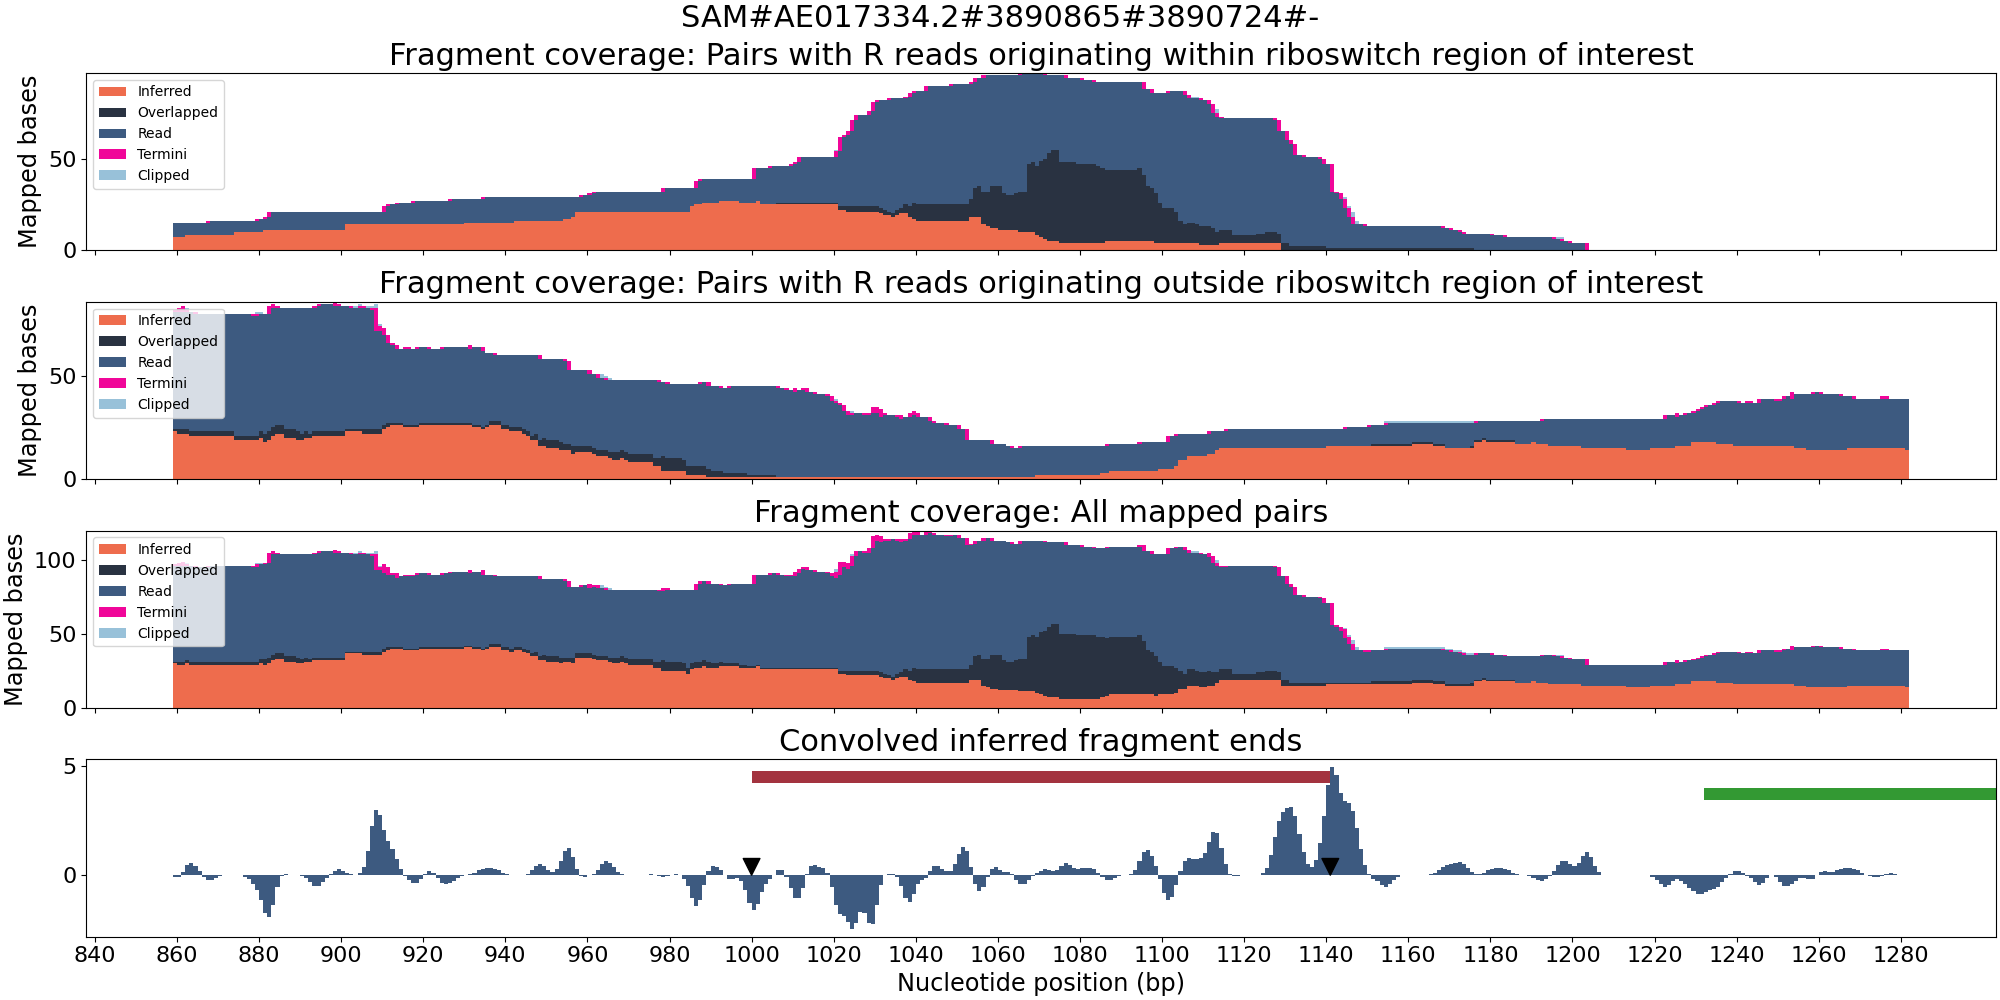 SAM#AE017334.2#3890865#3890724#-
Fragment coverage: Pairs with R reads originating within riboswitch region of interest
Mapped bases
50
0
Inferred
Overlapped
Read
Termini
Clipped
Fragment coverage: Pairs with R reads originating outside riboswitch region of interest
Mapped bases
50
0
Inferred
Overlapped
Read
Termini
Clipped
Fragment coverage: All mapped pairs
Mapped bases
100
50
0
Inferred
Overlapped
Read
Termini
Clipped
Convolved inferred fragment ends
5
0
840 860 880 900 920 940 960 980 1000 1020 1040 1060 1080 1100 1120 1140 1160 1180 1200 1220 1240 1260 1280
Nucleotide position (bp)